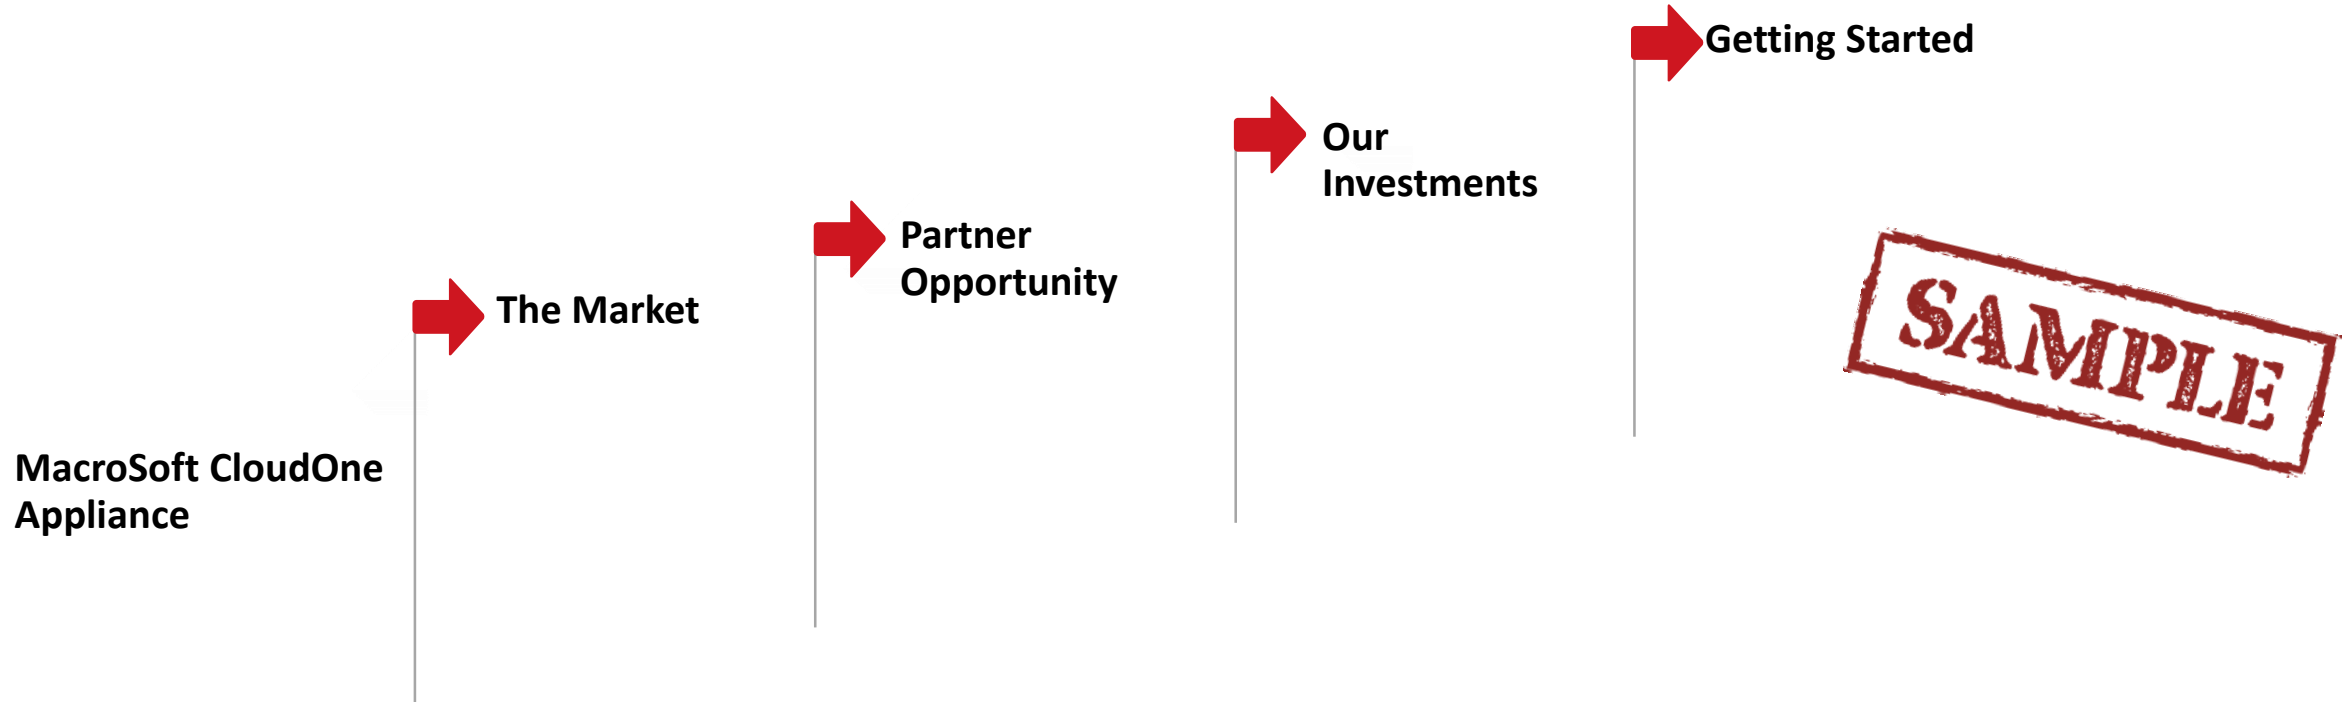 MacroSoft CloudOne
Appliance
The Market
Partner
Opportunity
Our
Investments
Getting Started
SAMPLE